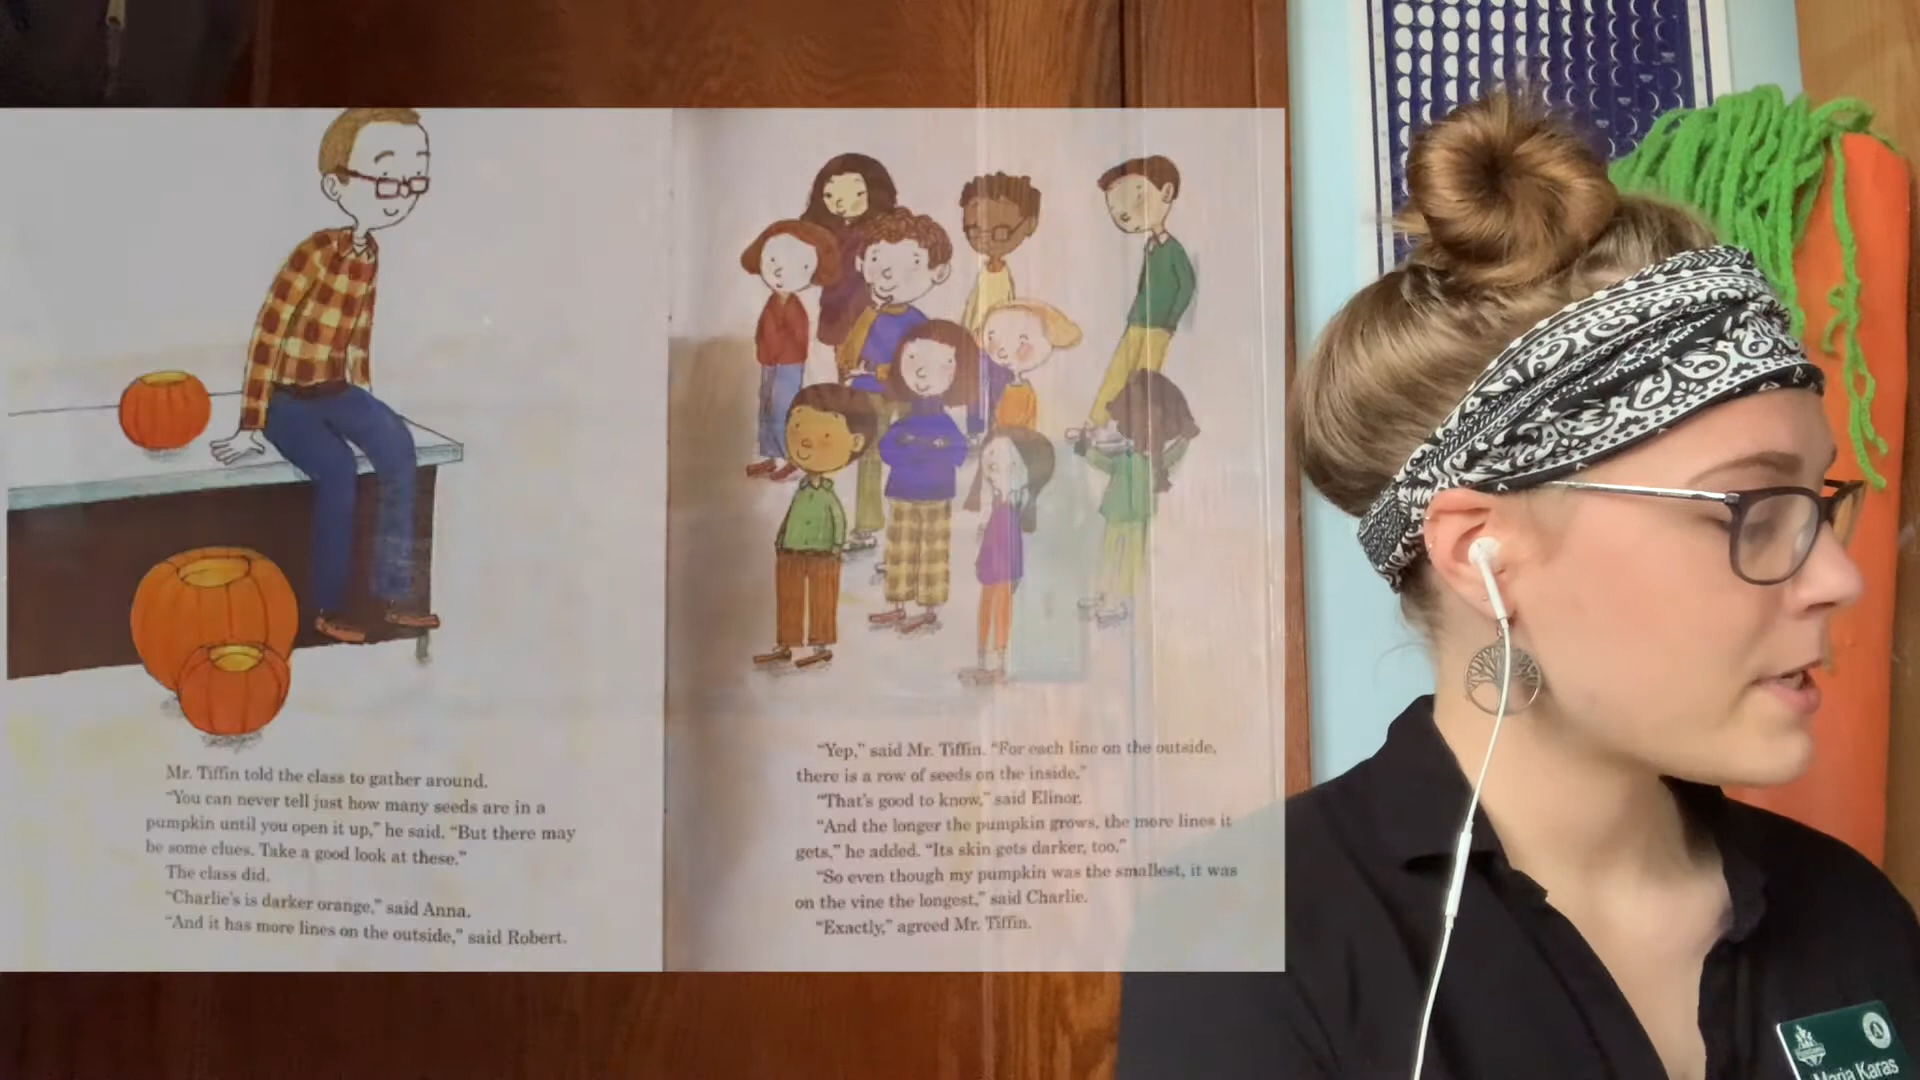 Mr. Tiffin told the class to gather around.
"You can never tell just how many seeds are in a
pumpkin until you open it up," he said. "But there may
be some clues. Take a good look at these."
The class did.
"Charlie's is darker orange," said Anna.
"And it has more lines on the outside," said Robert.
"Yep," said Mr. Tiffin. "For each line on the outside,
there is a row of seeds on the inside."
"That's good to know," said Elinor.
"And the longer the pumpkin grows, the more lines it
gets," he added. "Its skin gets darker, too."
"So even though my pumpkin was the smallest, it was
on the vine the longest," said Charlie.
"Exactly," agreed Mr. Tiffin.
A
Maria Karas